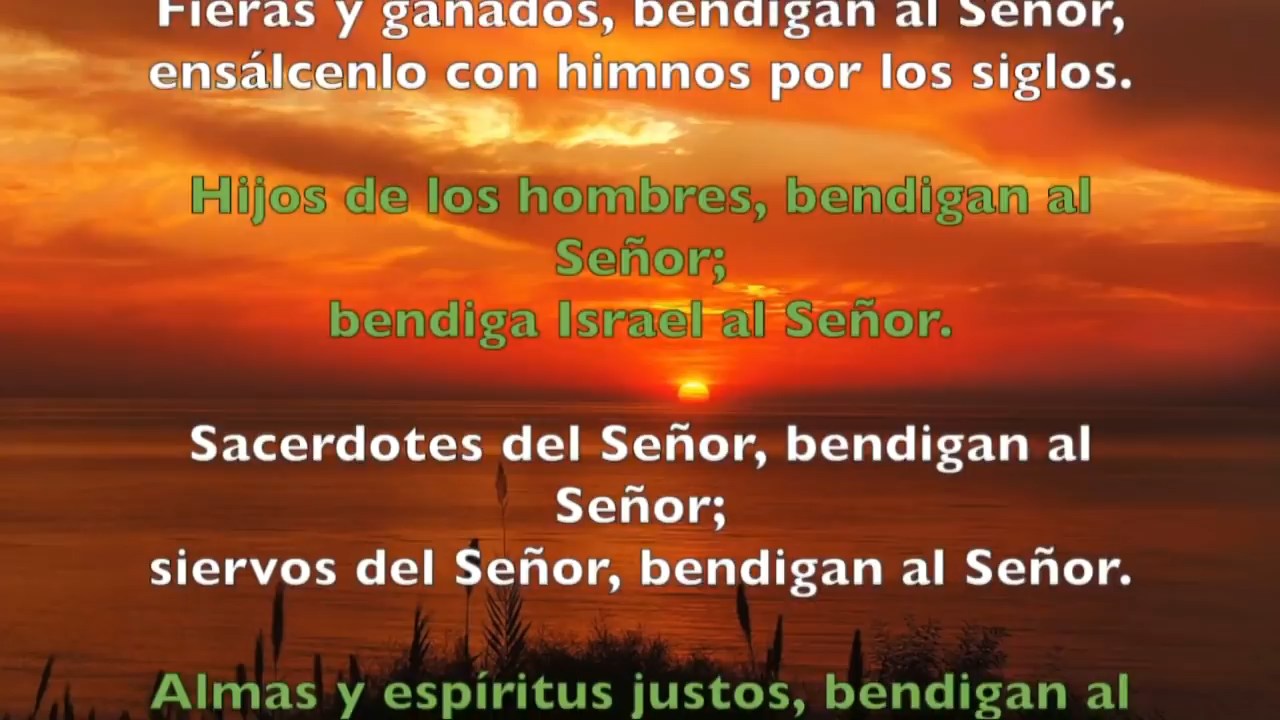 Fieras y ganados, bendigan al Señor,
ensálcenlo con himnos por los siglos.
Hijos de los hombres, bendigan al
Señor;
bendiga Israel al Señor.
Sacerdotes del Señor, bendigan al
Señor;
siervos del Señor, bendigan al Señor.
Almas y espíritus justos, bendigan al